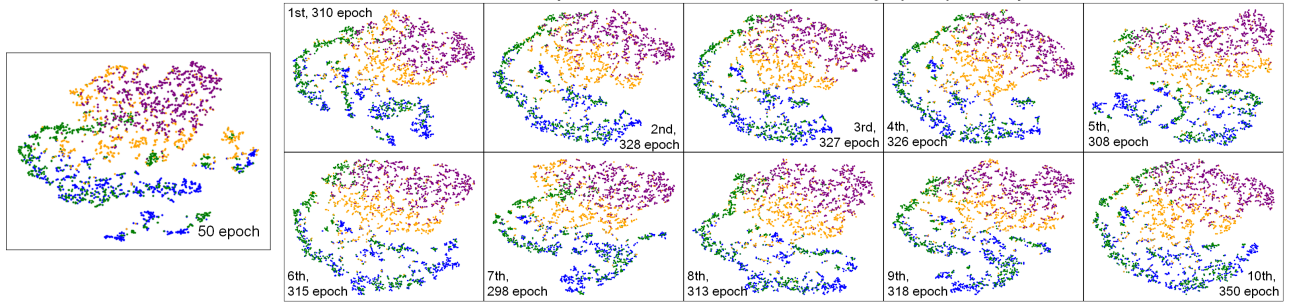 50 epoch
1st, 310 epoch
2nd,
328 epoch
3rd,
327 epoch
4th,
326 epoch
5th,
308 epoch
6th,
315 epoch
7th,
298 epoch
8th,
313 epoch
9th,
318 epoch
10th,
350 epoch